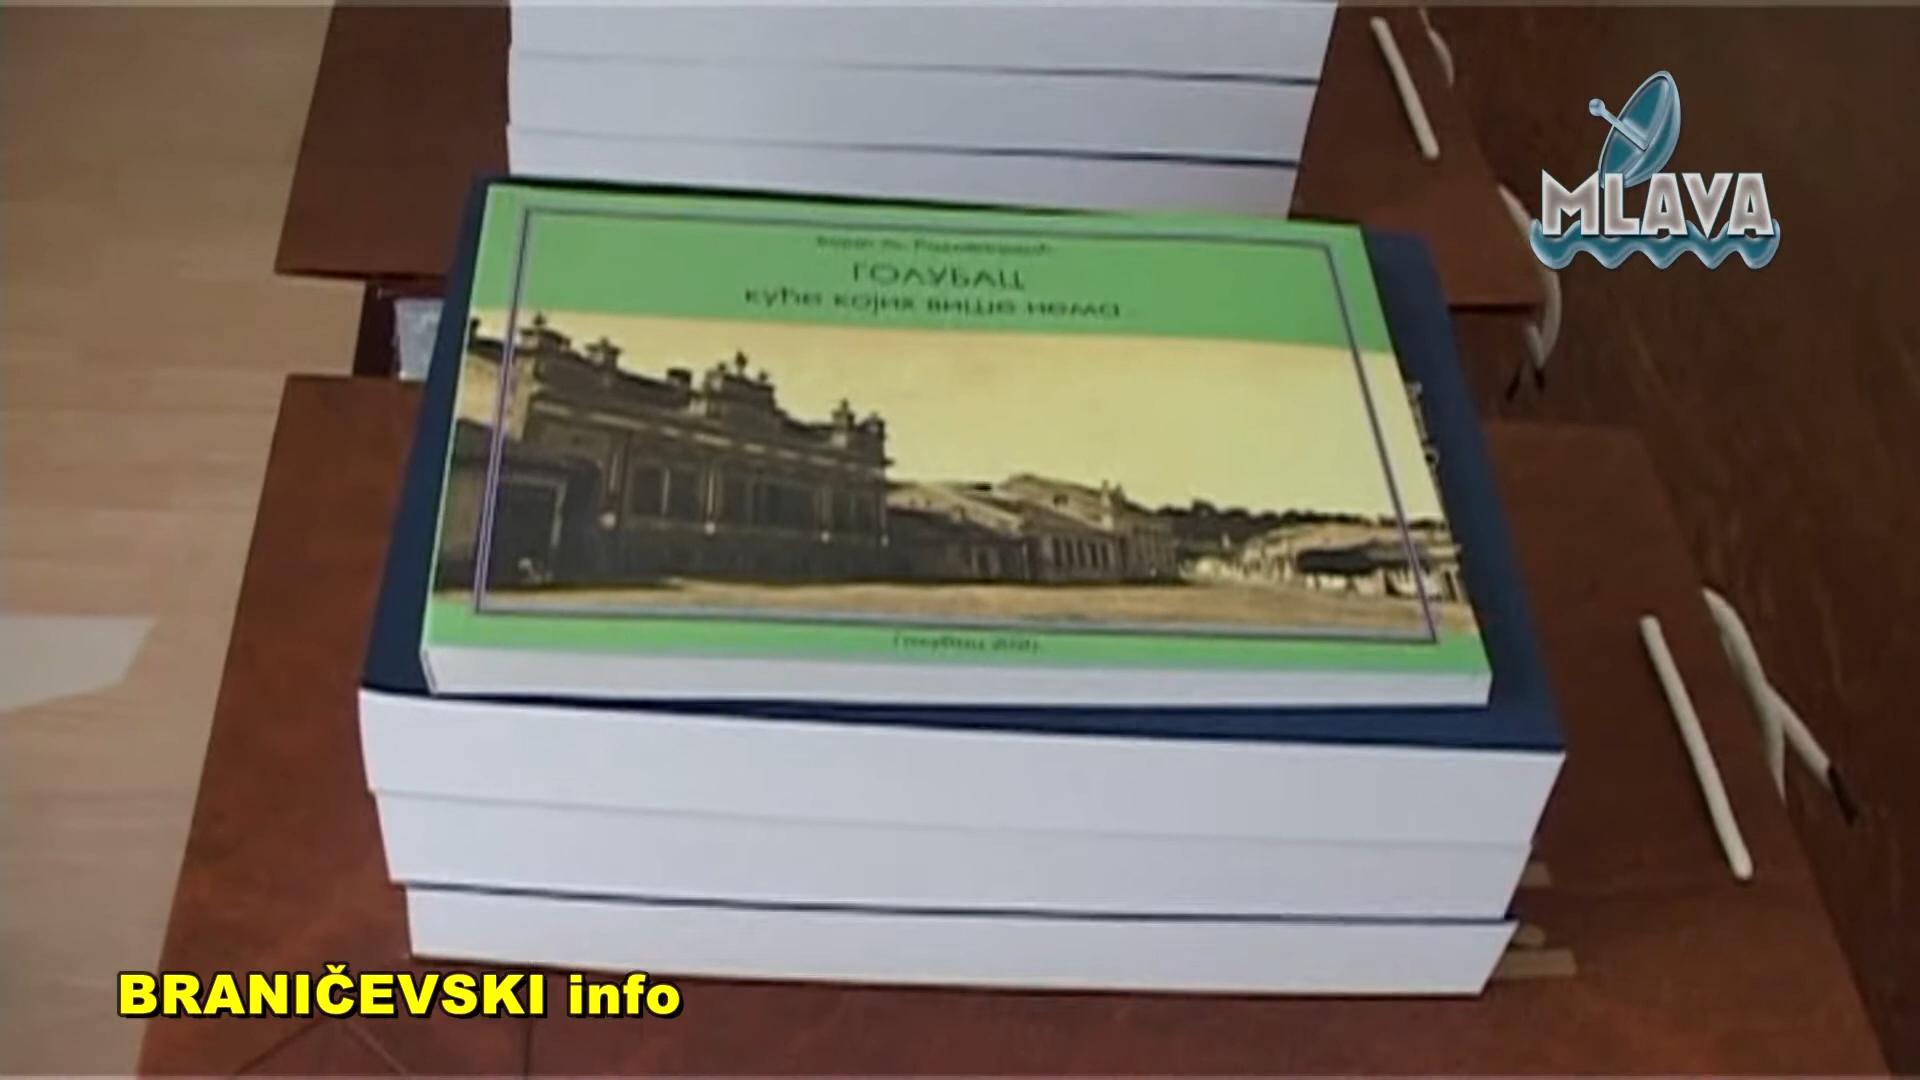 MLAVA
ГОЛУБАЦ
куће којих више нема
BRANIČEVSKI info